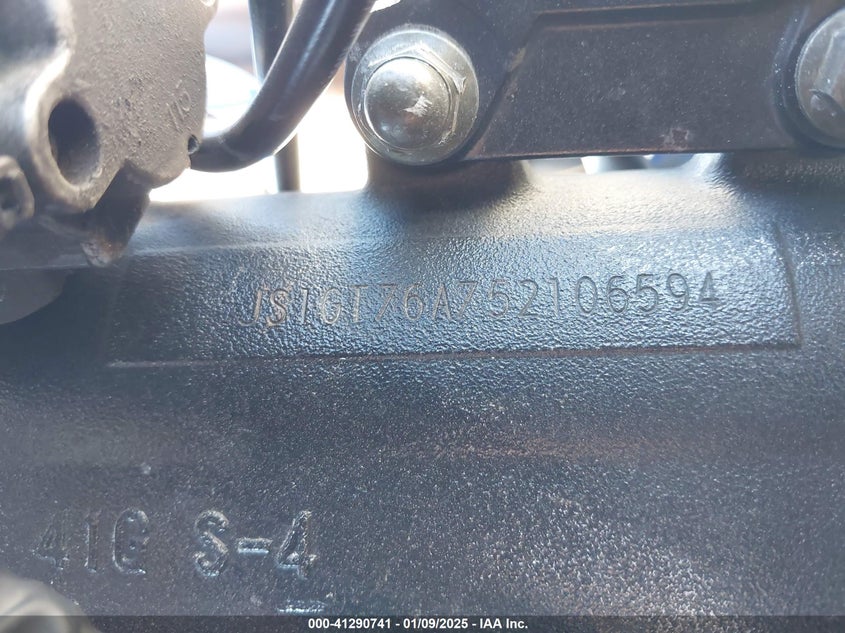 JS1GT76A752106594
41G S-4
000-41290741 / 01/09/2025 - IAA Inc.